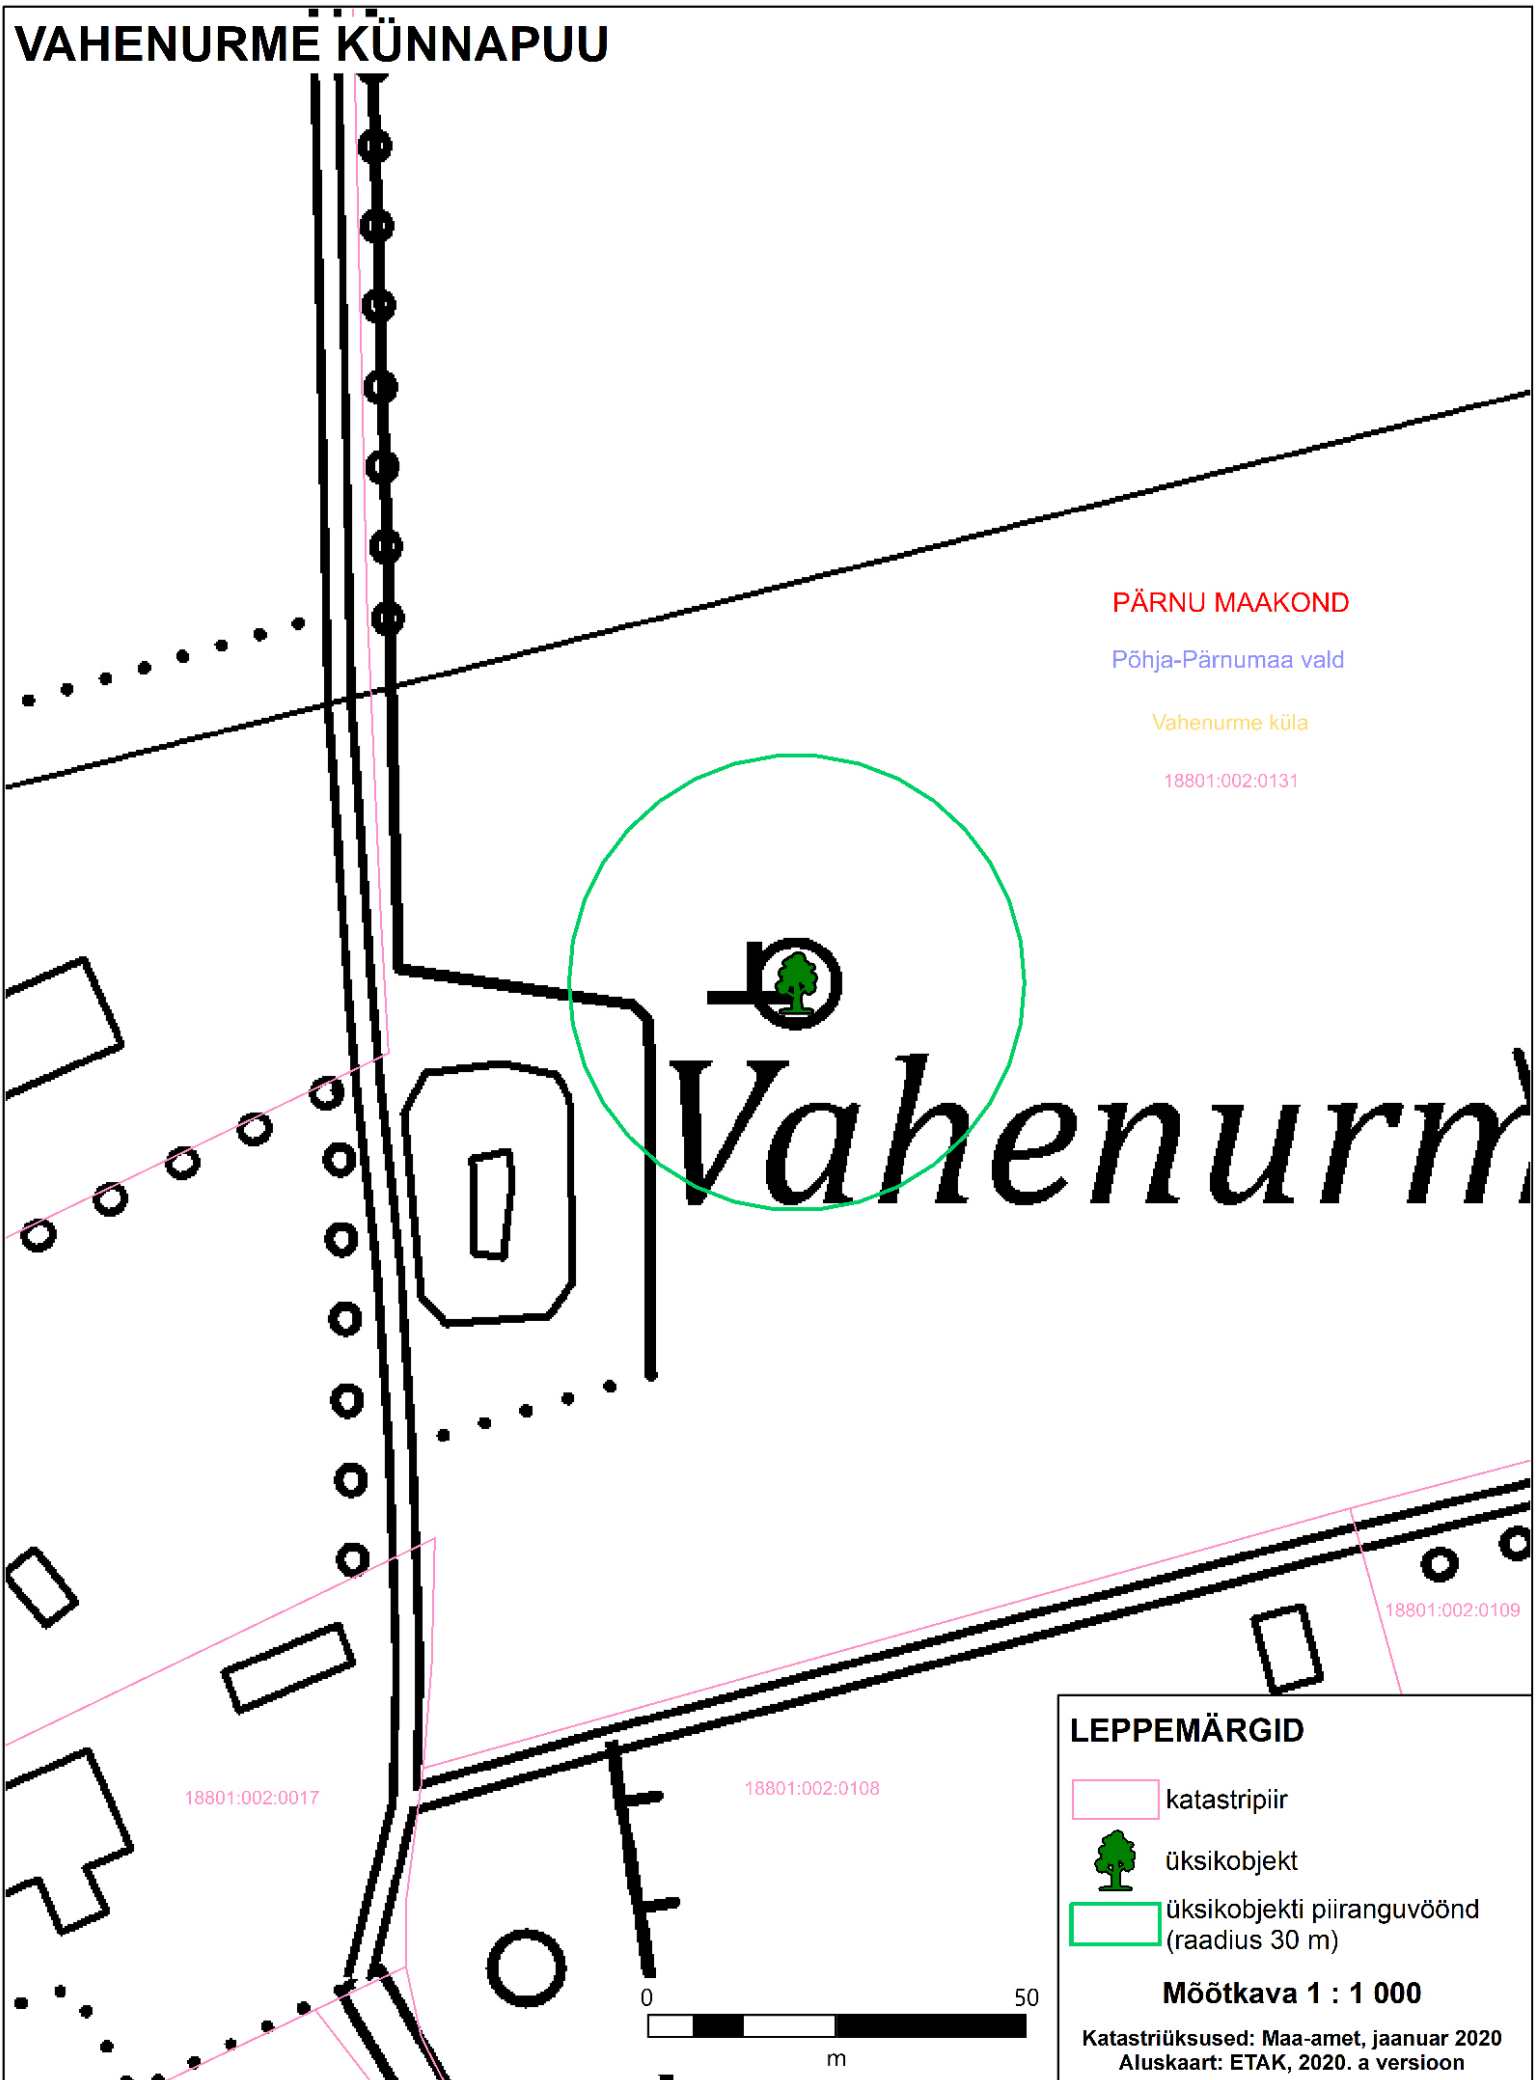 VAHENURME KÜNNAPUU
PÄRNU MAAKOND
Põhja-Pärnumaa vald
Vahenurme küla
18801:002:0131
Vahenurm
18801:002:0109
18801:002:0017
18801:002:0108
LEPPEMÄRGID
katastripiir
üksikobjekt
üksikobjekti piiranguvöönd
(raadius 30 m)
0 50
m
Mõõtkava 1 : 1 000
Katastriüksused: Maa-amet, jaanuar 2020
Aluskaart: ETAK, 2020. a versioon